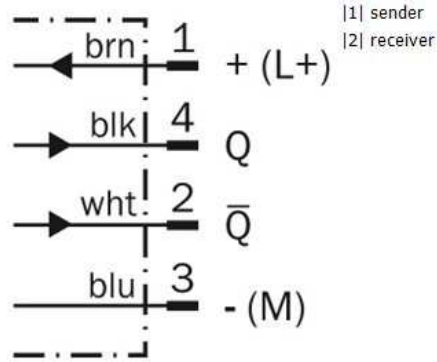 brn 1 + (L+)
blk 4 Q
wht 2 Q̅
blu 3 - (M)
|1| sender
|2| receiver